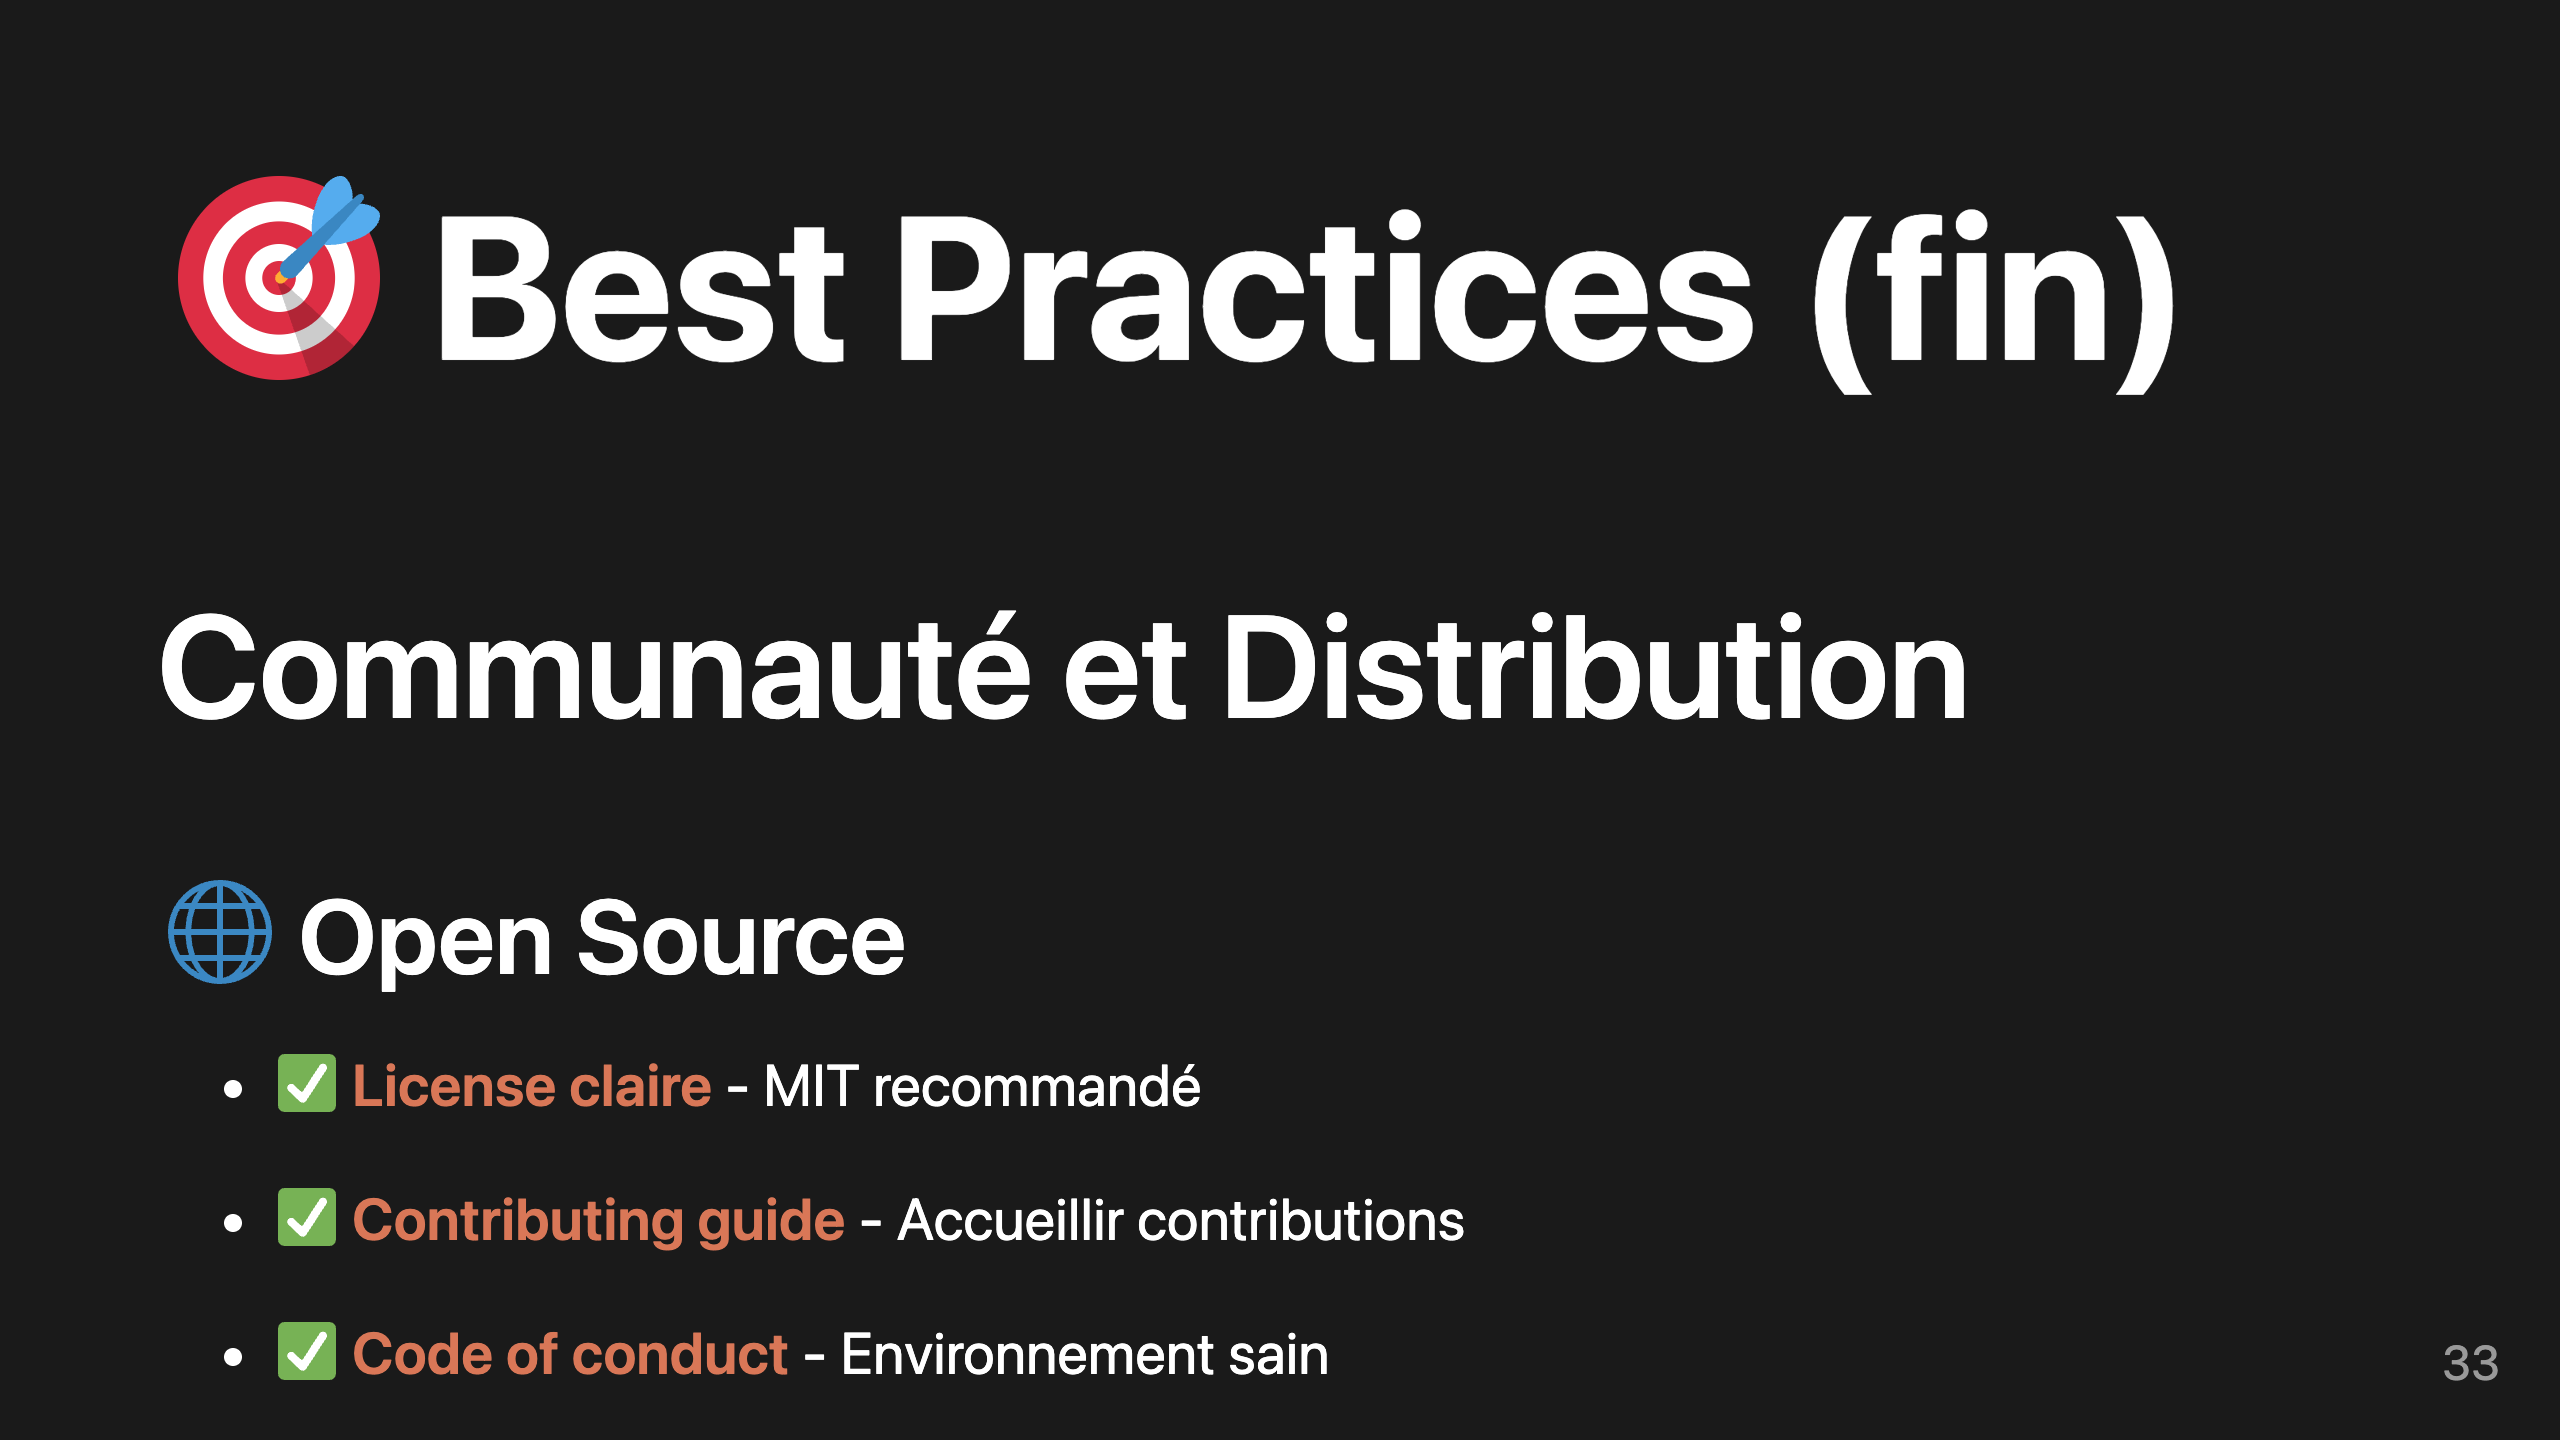 🎯 Best Practices (fin)
Communauté et Distribution
🌐 Open Source
• ✅ License claire - MIT recommandé
• ✅ Contributing guide - Accueillir contributions
• ✅ Code of conduct - Environnement sain
33